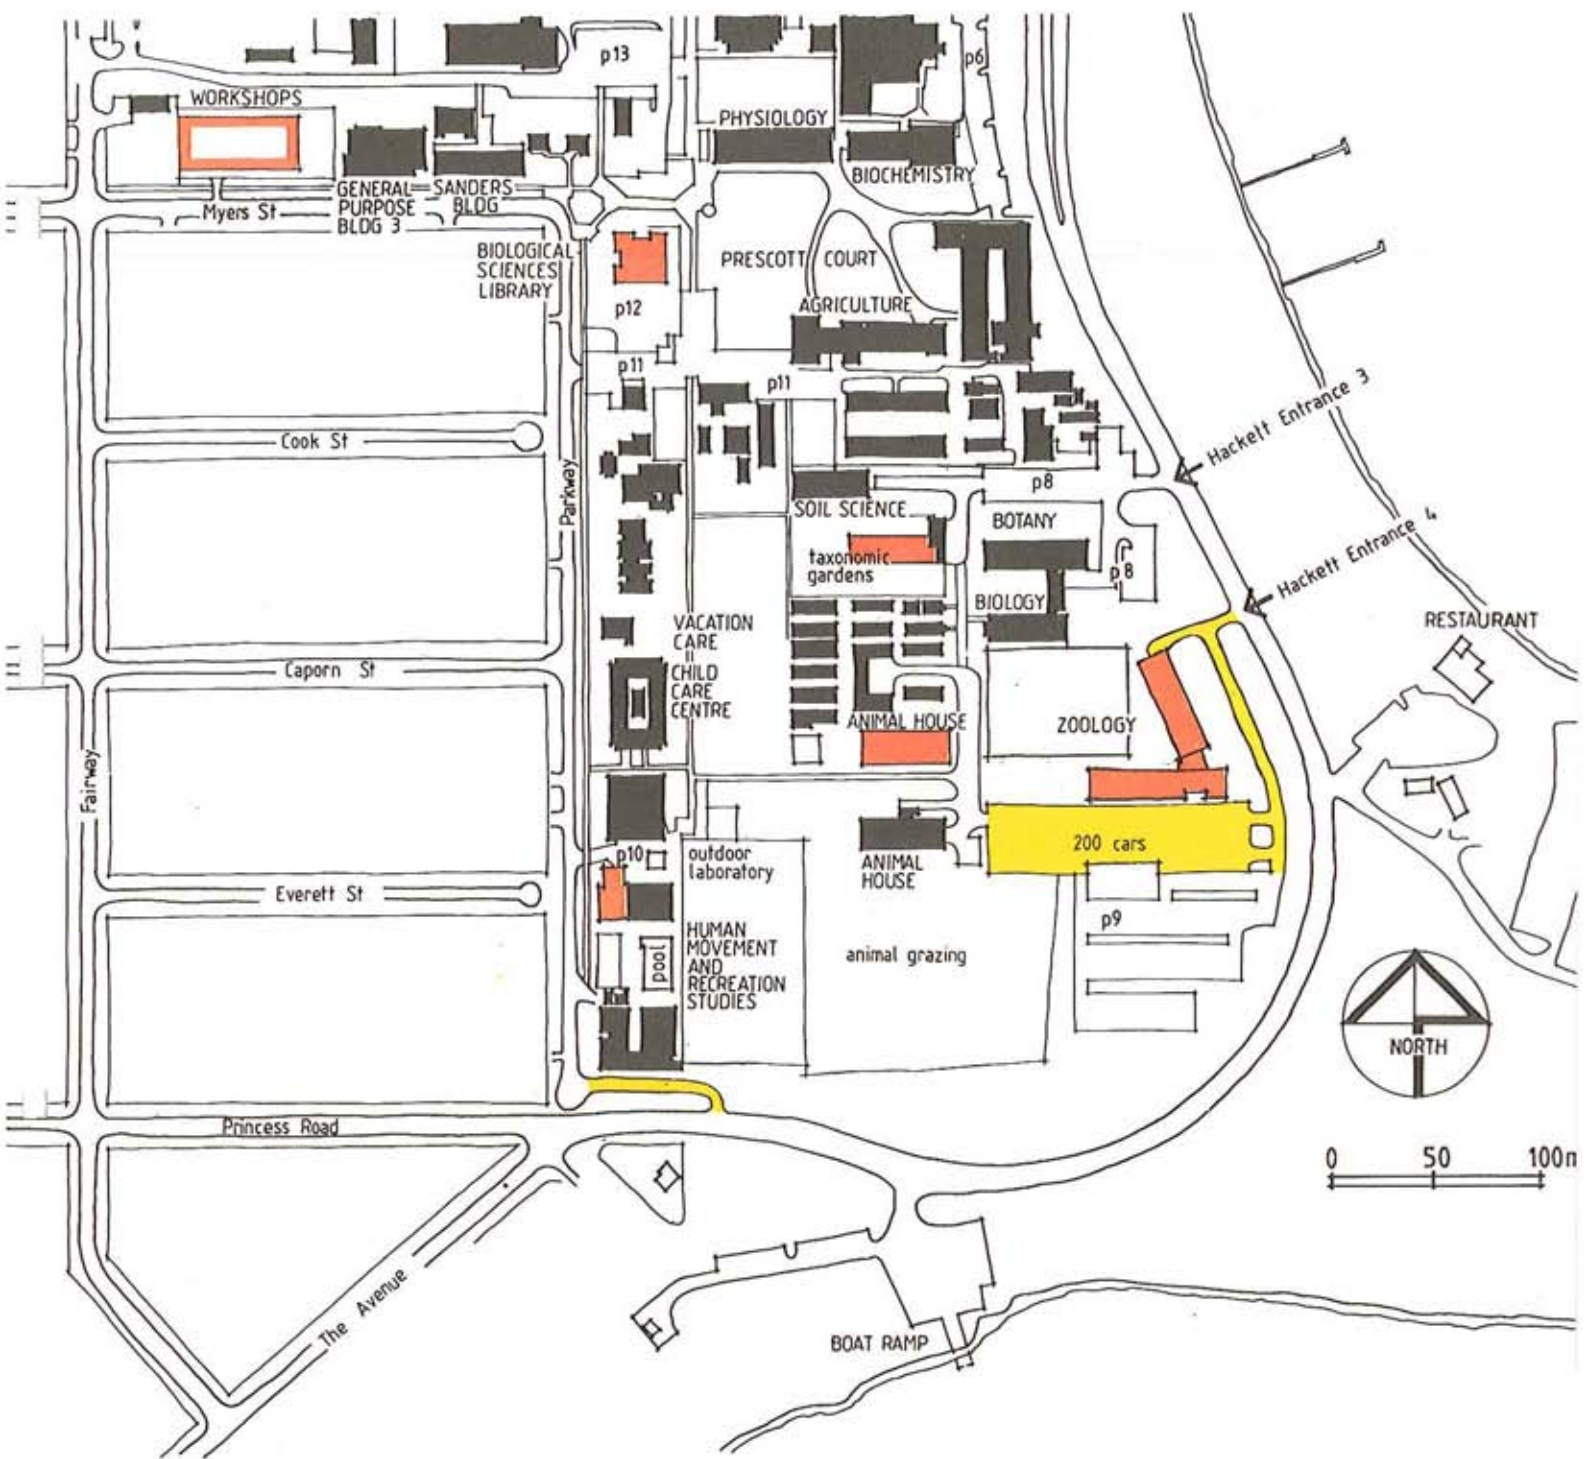 p13
p6
WORKSHOPS
PHYSIOLOGY
BIOCHEMISTRY
GENERAL
PURPOSE
BLDG 3
SANDERS
BLDG
Myers St
BIOLOGICAL
SCIENCES
LIBRARY
PRESCOTT COURT
p12
AGRICULTURE
p11
p11
Hackett Entrance 3
Cook St
Parkway
p8
SOIL SCIENCE
BOTANY
taxonomic
gardens
p8
Hackett Entrance 4
BIOLOGY
RESTAURANT
VACATION
CARE
II
CHILD
CARE
CENTRE
Caporn St
ANIMAL HOUSE
ZOOLOGY
Fairway
200 cars
p10
outdoor
laboratory
ANIMAL
HOUSE
Everett St
p9
HUMAN
MOVEMENT
AND
RECREATION
STUDIES
pool
animal grazing
NORTH
Princess Road
0 50 100m
The Avenue
BOAT RAMP